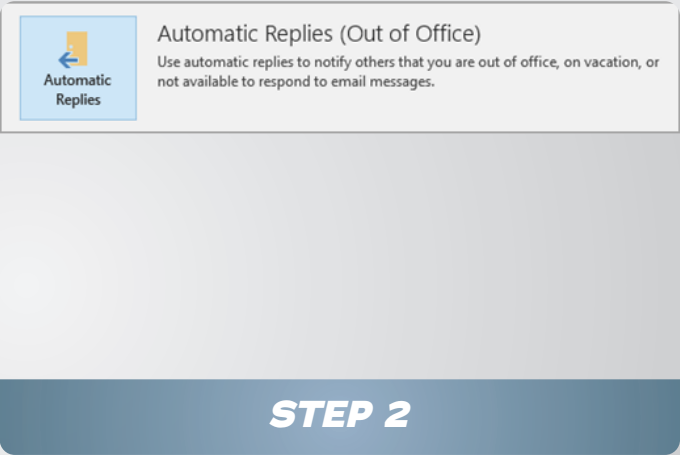 Automatic Replies (Out of Office)
Use automatic replies to notify others that you are out of office, on vacation, or
not available to respond to email messages.
Automatic
Replies
STEP 2